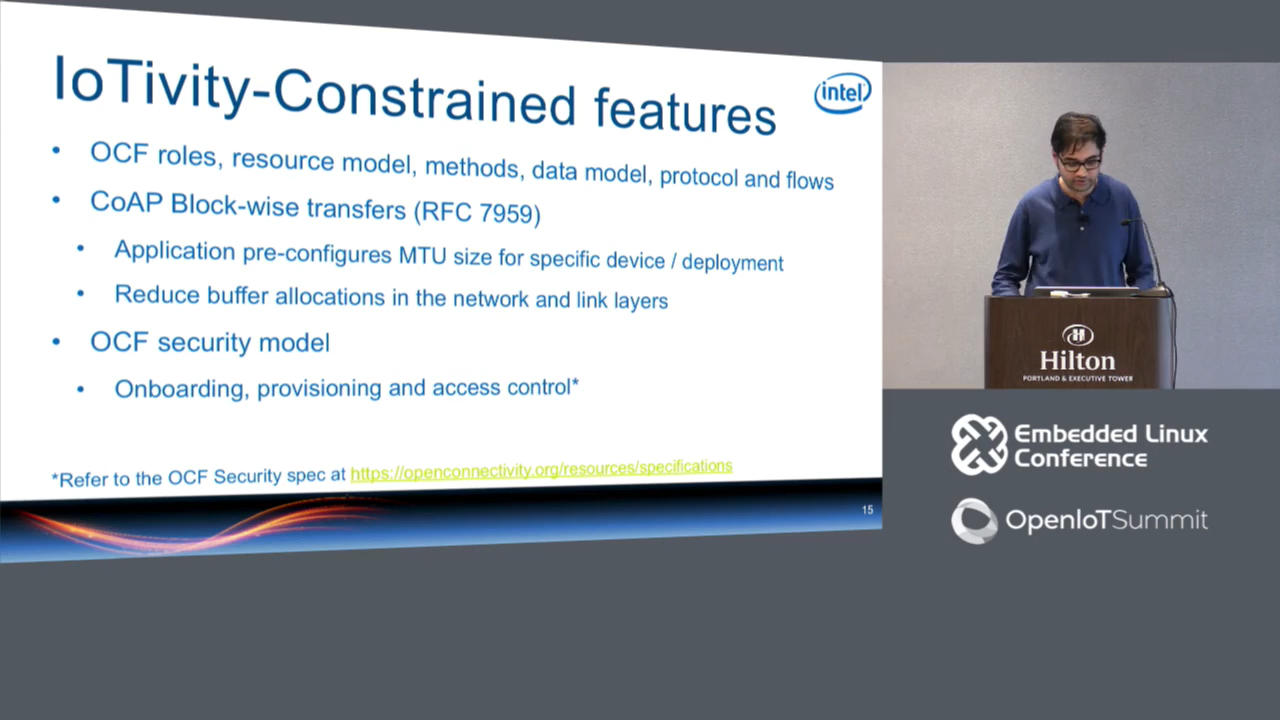 IoTivity-Constrained features
intel
• OCF roles, resource model, methods, data model, protocol and flows
• CoAP Block-wise transfers (RFC 7959)
• Application pre-configures MTU size for specific device / deployment
• Reduce buffer allocations in the network and link layers
• OCF security model
• Onboarding, provisioning and access control*
*Refer to the OCF Security spec at https://openconnectivity.org/resources/specifications
15
Hilton
PORTLAND & EXECUTIVE TOWER
Embedded Linux
Conference
OpenIoTSummit